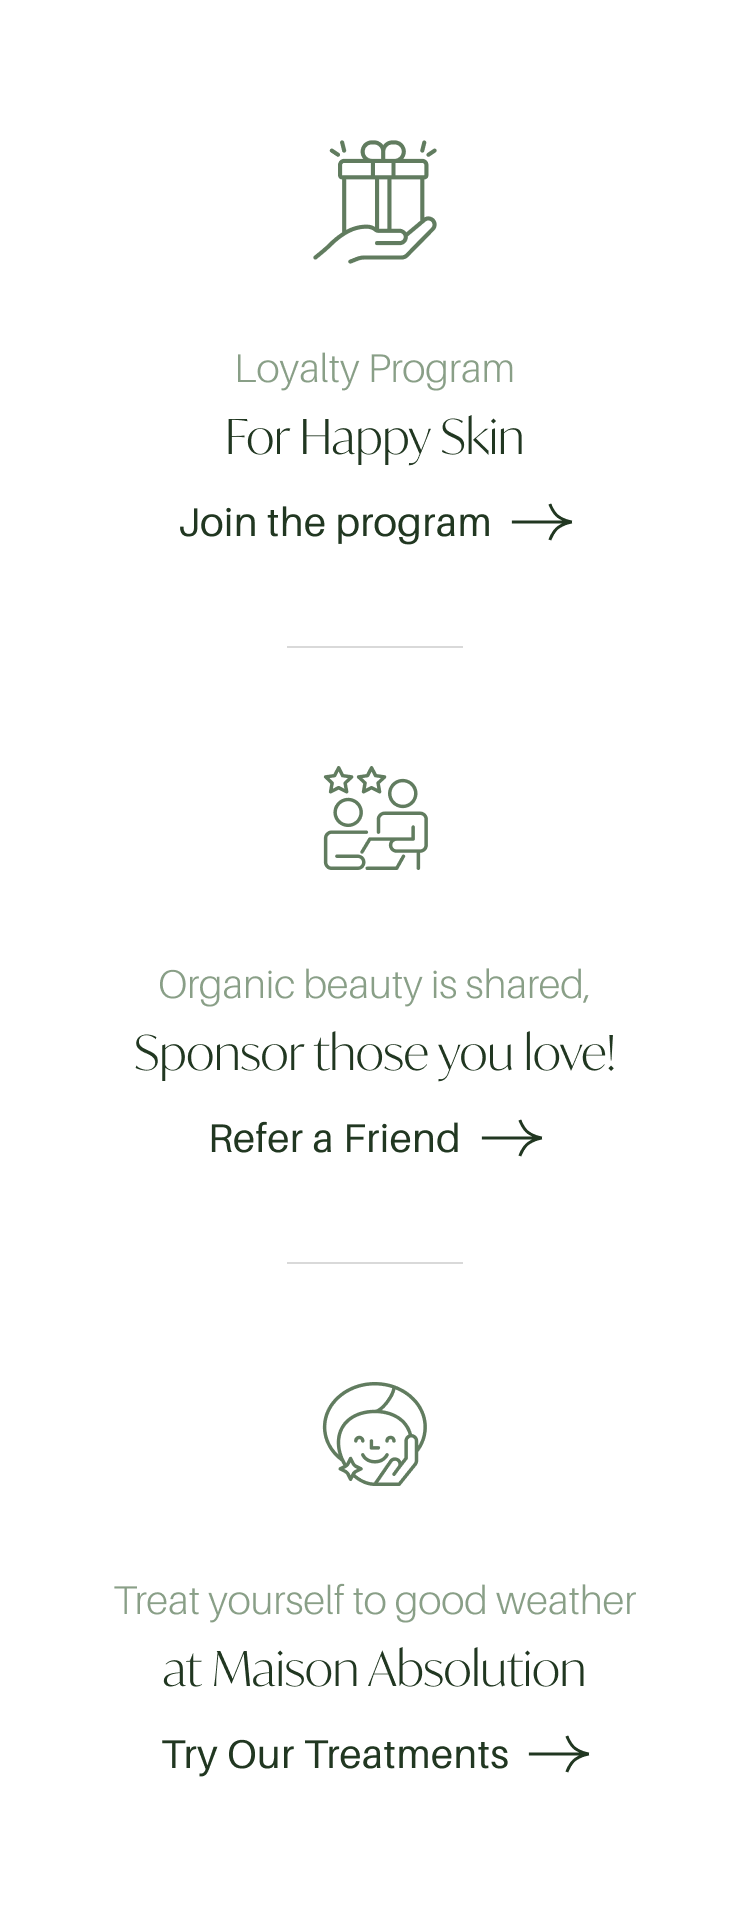 Loyalty Program
For Happy Skin
Join the program
Organic beauty is shared,
Sponsor those you love!
Refer a Friend
Treat yourself to good weather
at Maison Absolution
Try Our Treatments